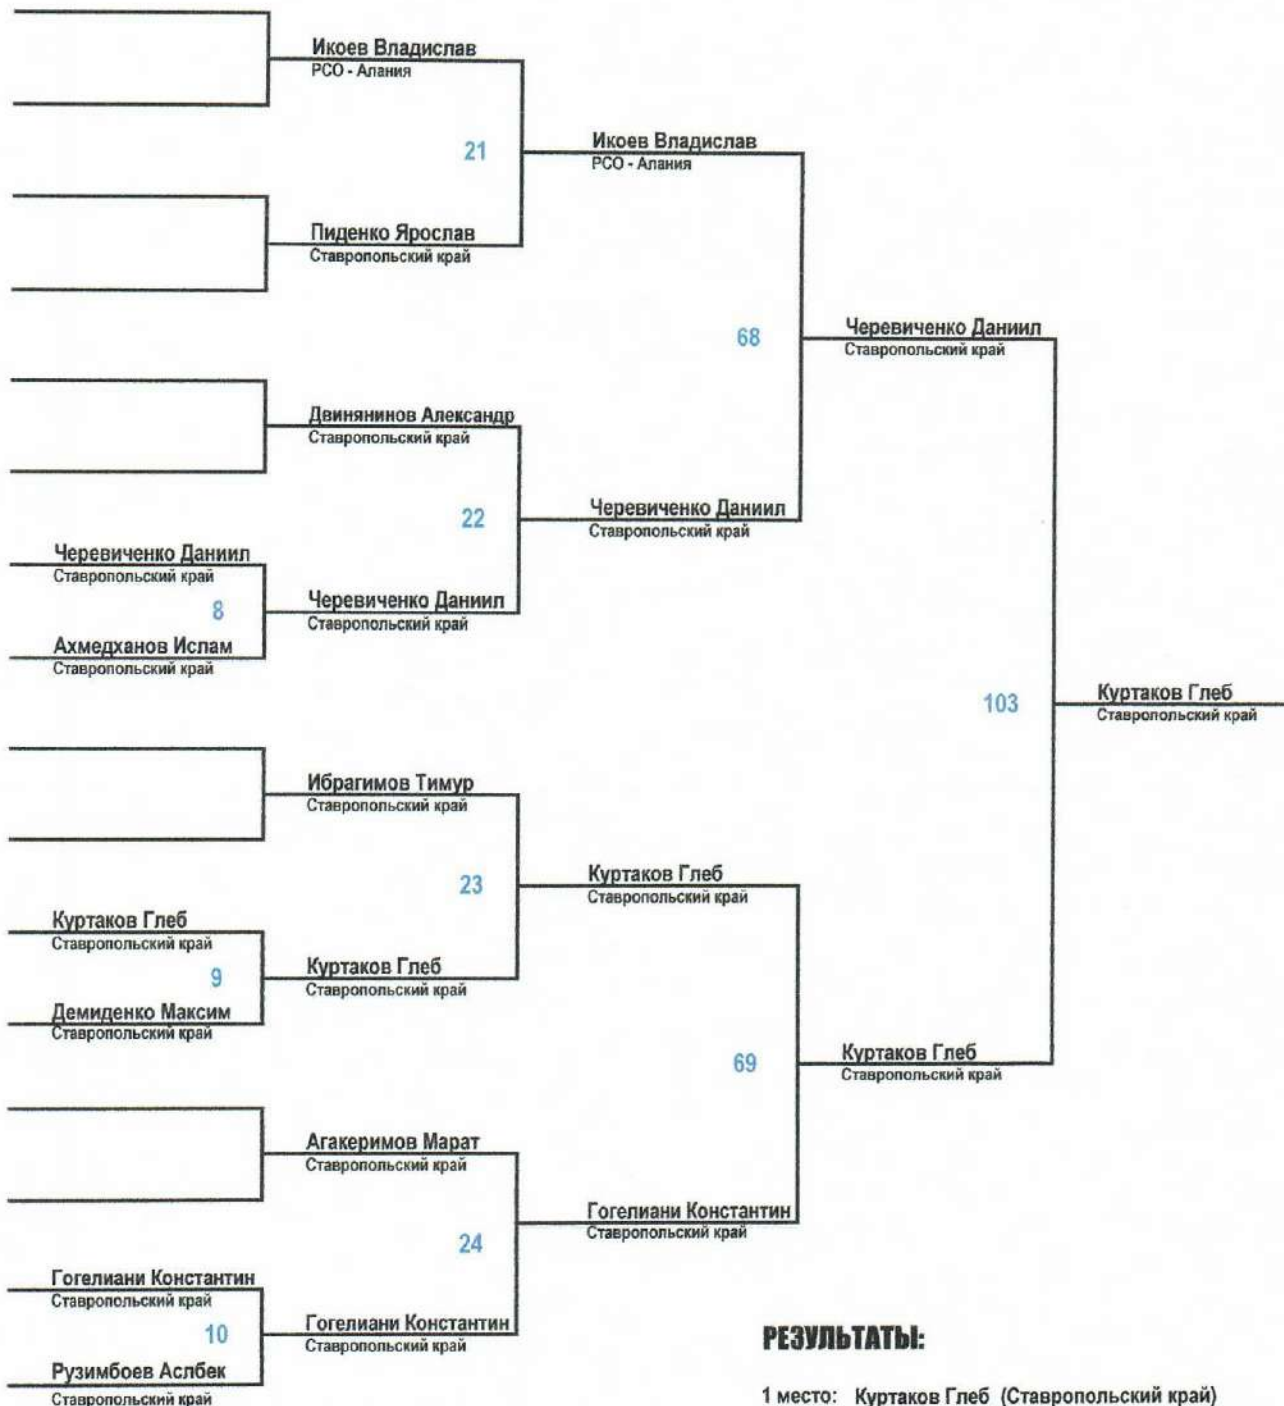 Икоев Владислав
РСО - Алания
21
Пиденко Ярослав
Ставропольский край
Икоев Владислав
РСО - Алания
68
Двинянинов Александр
Ставропольский край
22
Черевиченко Даниил
Ставропольский край
8
Ахмедханов Ислам
Ставропольский край
Черевиченко Даниил
Ставропольский край
Черевиченко Даниил
Ставропольский край
Черевиченко Даниил
Ставропольский край
103
Куртаков Глеб
Ставропольский край
Ибрагимов Тимур
Ставропольский край
23
Куртаков Глеб
Ставропольский край
9
Демиденко Максим
Ставропольский край
Куртаков Глеб
Ставропольский край
Куртаков Глеб
Ставропольский край
69
Куртаков Глеб
Ставропольский край
Агакеримов Марат
Ставропольский край
24
Гогелиани Константин
Ставропольский край
Гогелиани Константин
Ставропольский край
10
Рузимбоев Аслбек
Ставропольский край
Гогелиани Константин
Ставропольский край
РЕЗУЛЬТАТЫ:
1 место: Куртаков Глеб (Ставропольский край)